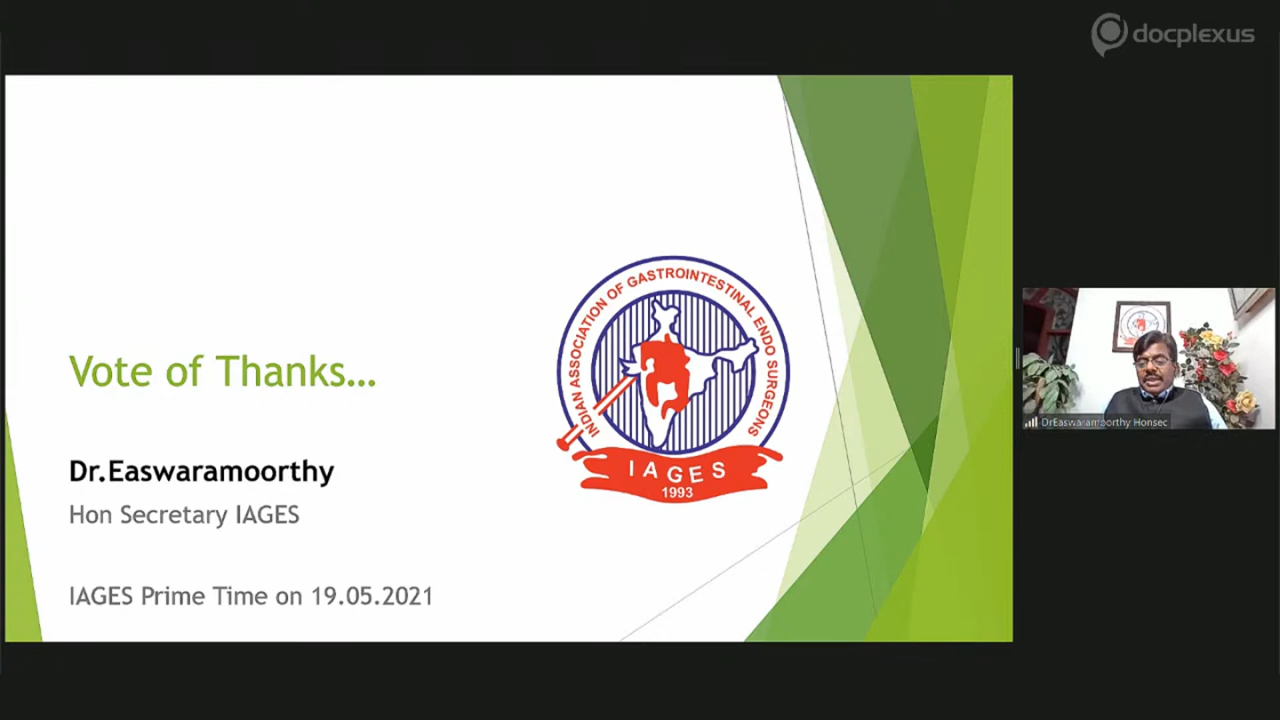 docplexus
Vote of Thanks...
Dr.Easwaramoorthy
Hon Secretary IAGES
IAGES Prime Time on 19.05.2021
INDIAN ASSOCIATION OF GASTROINTESTINAL ENDO SURGEONS
IAGES
1993
DrEaswaramoorthy Honsec